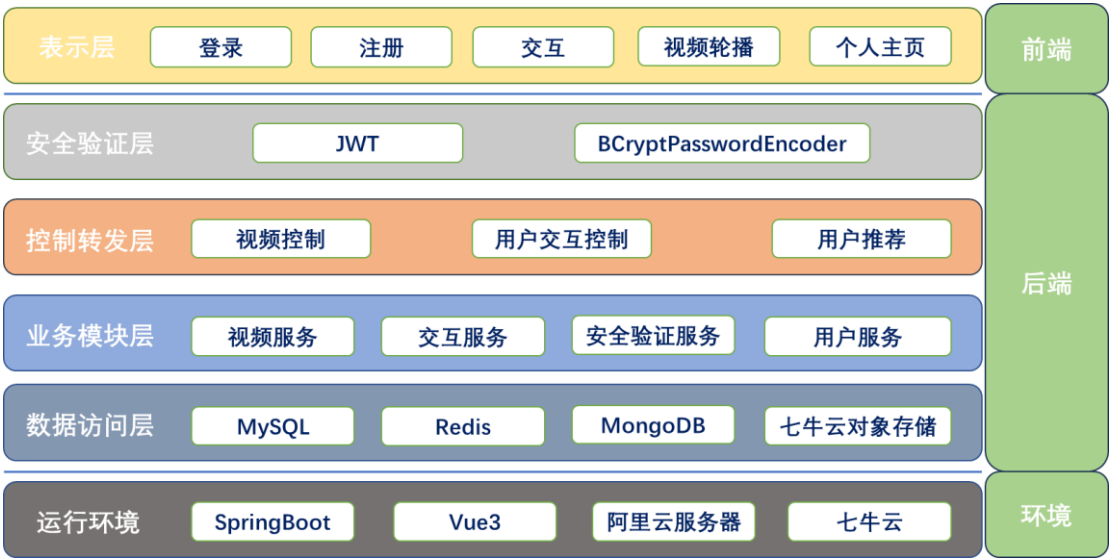 表示层 登录 注册 交互 视频轮播 个人主页 前端
安全验证层 JWT BCryptPasswordEncoder
控制转发层 视频控制 用户交互控制 用户推荐
后端
业务模块层 视频服务 交互服务 安全验证服务 用户服务
数据访问层 MySQL Redis MongoDB 七牛云对象存储
运行环境 SpringBoot Vue3 阿里云服务器 七牛云 环境